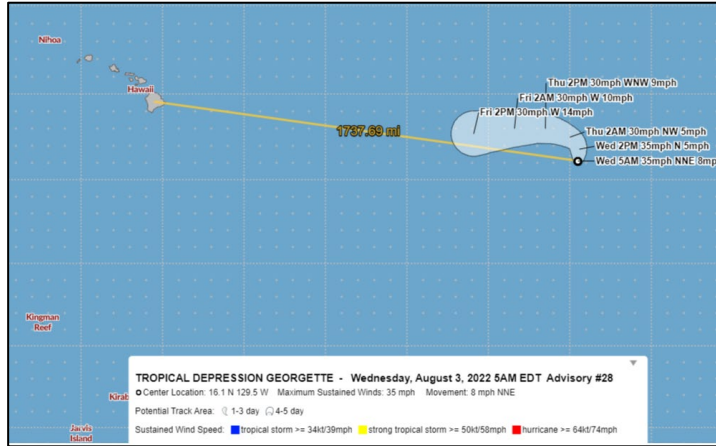 Nihoa
Hawaii
1737.69 mi
Thu 2PM 30mph WNW 9mph
Fri 2AM 30mph W 10mph
Fri 2PM 30mph W 14mph
Thu 2AM 30mph NW 5mph
Wed 2PM 35mph N 5mph
Wed 5AM 35mph NNE 8mp
Kingman
Reef
Kirab
Jarvis
Island
TROPICAL DEPRESSION GEORGETTE - Wednesday, August 3, 2022 5AM EDT Advisory #28
Center Location: 16.1 N 129.5 W Maximum Sustained Winds: 35 mph Movement: 8 mph NNE
Potential Track Area: 1-3 day 4-5 day
Sustained Wind Speed: tropical storm >= 34kt/39mph strong tropical storm >= 50kt/58mph hurricane >= 64kt/74mph